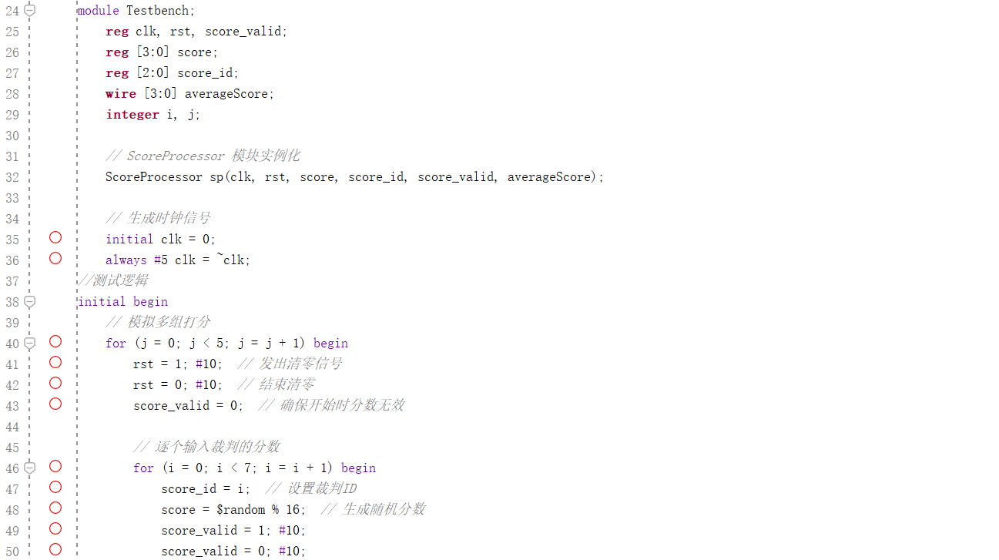 24 module Testbench;
25 reg clk, rst, score_valid;
26 reg [3:0] score;
27 reg [2:0] score_id;
28 wire [3:0] averageScore;
29 integer i, j;
30
31 // ScoreProcessor 模块实例化
32 ScoreProcessor sp(clk, rst, score, score_id, score_valid, averageScore);
33
34 // 生成时钟信号
35 initial clk = 0;
36 always #5 clk = ~clk;
37 //测试逻辑
38 initial begin
39 // 模拟多组打分
40 for (j = 0; j < 5; j = j + 1) begin
41 rst = 1; #10; // 发出清零信号
42 rst = 0; #10; // 结束清零
43 score_valid = 0; // 确保开始时分数无效
44
45 // 逐个输入裁判的分数
46 for (i = 0; i < 7; i = i + 1) begin
47 score_id = i; // 设置裁判ID
48 score = $random % 16; // 生成随机分数
49 score_valid = 1; #10;
50 score_valid = 0; #10;